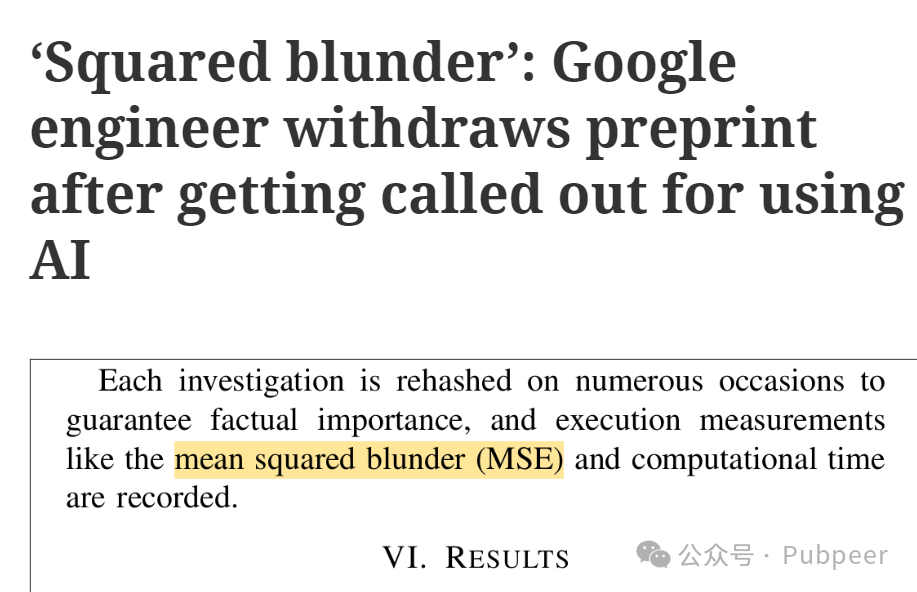 ‘Squared blunder’: Google
engineer withdraws preprint
after getting called out for using
AI
Each investigation is rehashed on numerous occasions to
guarantee factual importance, and execution measurements
like the mean squared blunder (MSE) and computational time
are recorded.
VI. RESULTS
公众号 · Pubpeer